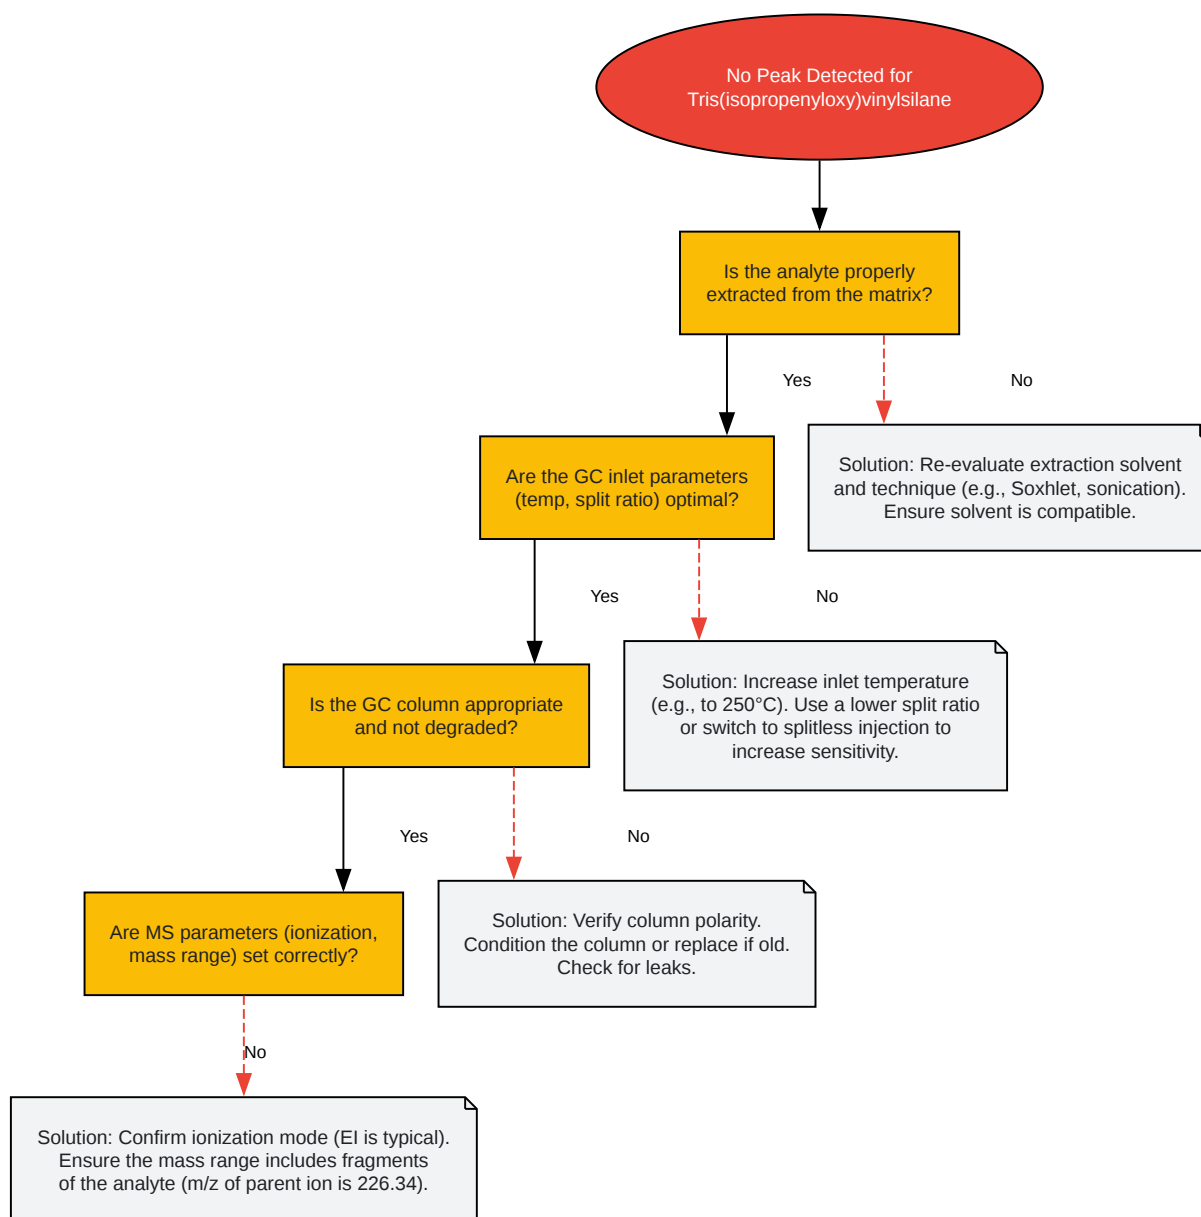 No Peak Detected for
Tris(isopropenyloxy)vinylsilane
Is the analyte properly
extracted from the matrix?
Yes
No
Are the GC inlet parameters
(temp, split ratio) optimal?
Solution: Re-evaluate extraction solvent
and technique (e.g., Soxhlet, sonication).
Ensure solvent is compatible.
Yes
No
Is the GC column appropriate
and not degraded?
Solution: Increase inlet temperature
(e.g., to 250°C). Use a lower split ratio
or switch to splitless injection to
increase sensitivity.
Yes
No
Are MS parameters (ionization,
mass range) set correctly?
Solution: Verify column polarity.
Condition the column or replace if old.
Check for leaks.
No
Solution: Confirm ionization mode (EI is typical).
Ensure the mass range includes fragments
of the analyte (m/z of parent ion is 226.34).